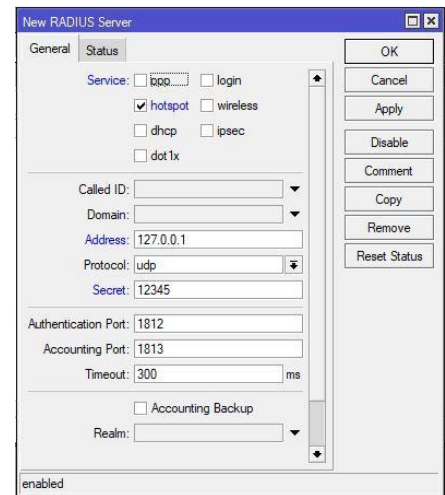 New RADIUS Server
General Status
Service: ppp login
hotspot wireless
dhcp ipsec
dot1x
Called ID:
Domain:
Address: 127.0.0.1
Protocol: udp
Secret: 12345
Authentication Port: 1812
Accounting Port: 1813
Timeout: 300 ms
Accounting Backup
Realm:
enabled
OK
Cancel
Apply
Disable
Comment
Copy
Remove
Reset Status